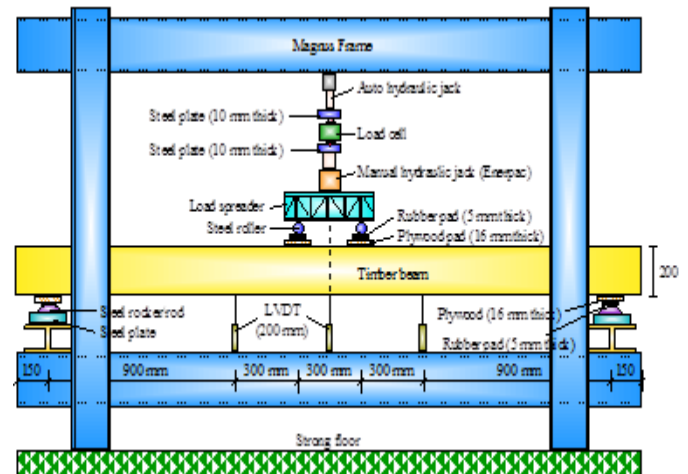 Magnus Frame
Auto hydraulic jack
Steel plate (10 mm thick)
Load cell
Steel plate (10 mm thick)
Manual hydraulic jack (Enerpac)
Load spreader
Rubber pad (5 mm thick)
Steel roller
Plywood pad (16 mm thick)
Timber beam
200
Steel rocker rod
Steel plate
LVDT
(200 mm)
Plywood (16 mm thick)
Rubber pad (5 mm thick)
150
900 mm
300 mm
300 mm
300 mm
900 mm
150
Strong floor